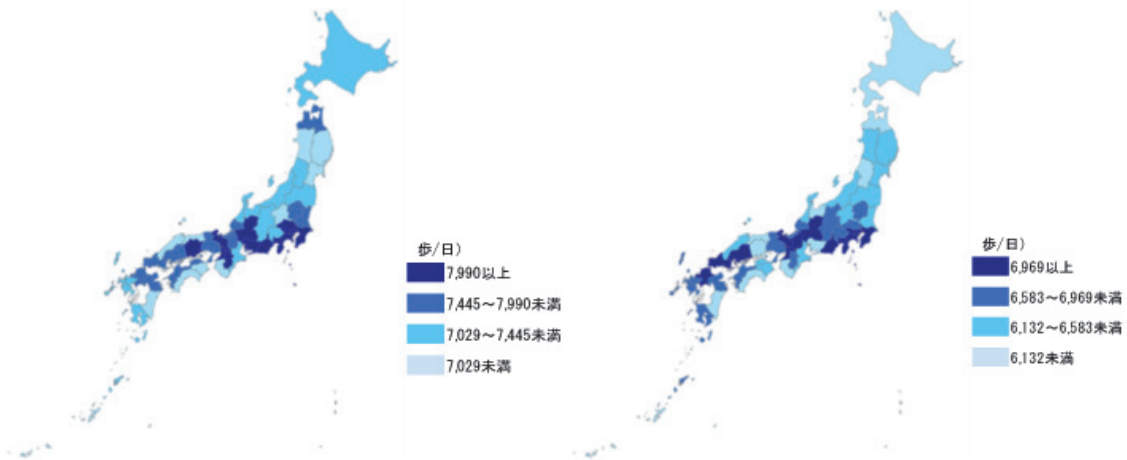 歩/日)
7,990以上
7,445～7,990未満
7,029～7,445未満
7,029未満
歩/日)
6,969以上
6,583～6,969未満
6,132～6,583未満
6,132未満